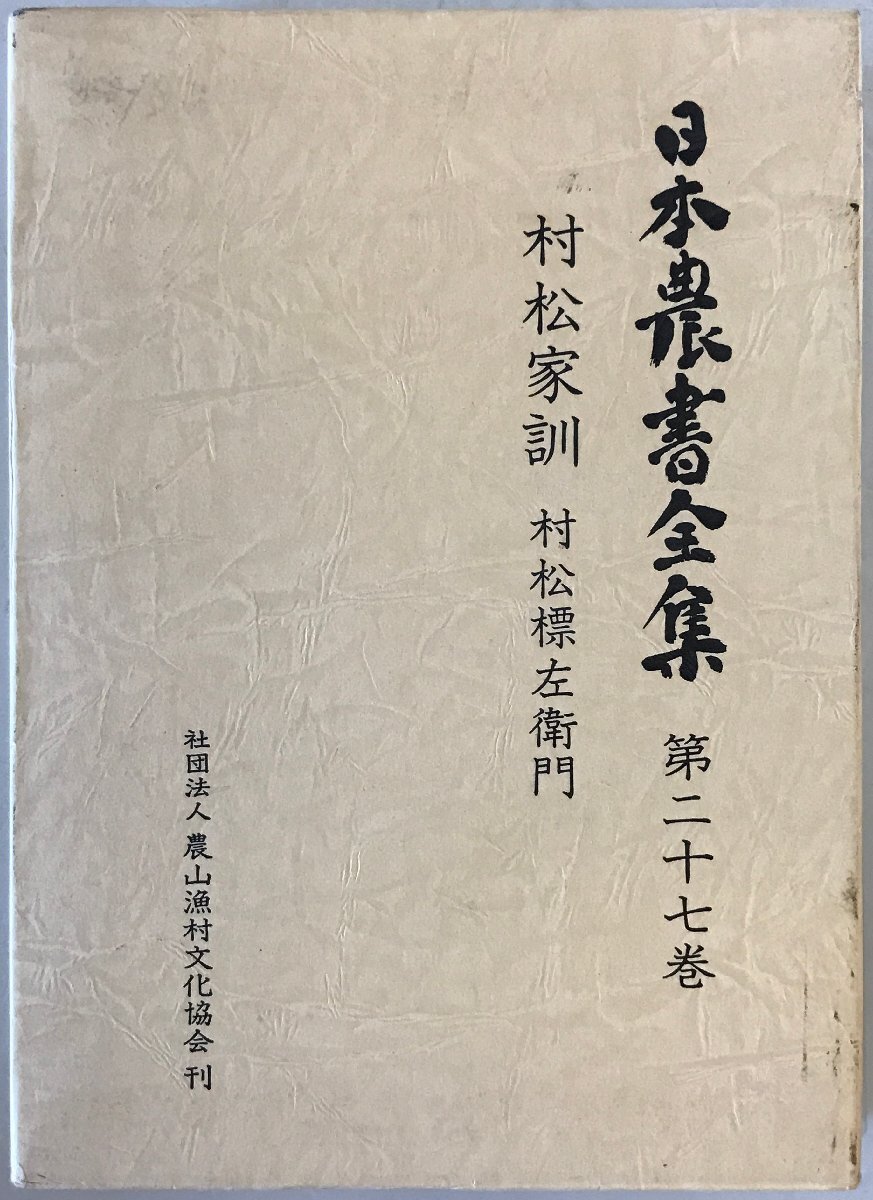 日本農書全集 第二十七巻
村松家訓 村松標左衛門
社団法人 農山漁村文化協会 刊